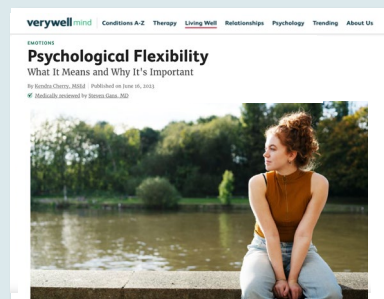 verywell mind Conditions A-Z Therapy Living Well Relationships Psychology Trending About Us
EMOTIONS
Psychological Flexibility
What It Means and Why It's Important
By Kendra Cherry, MSEd Published on June 16, 2023
Medically reviewed by Steven Gans, MD